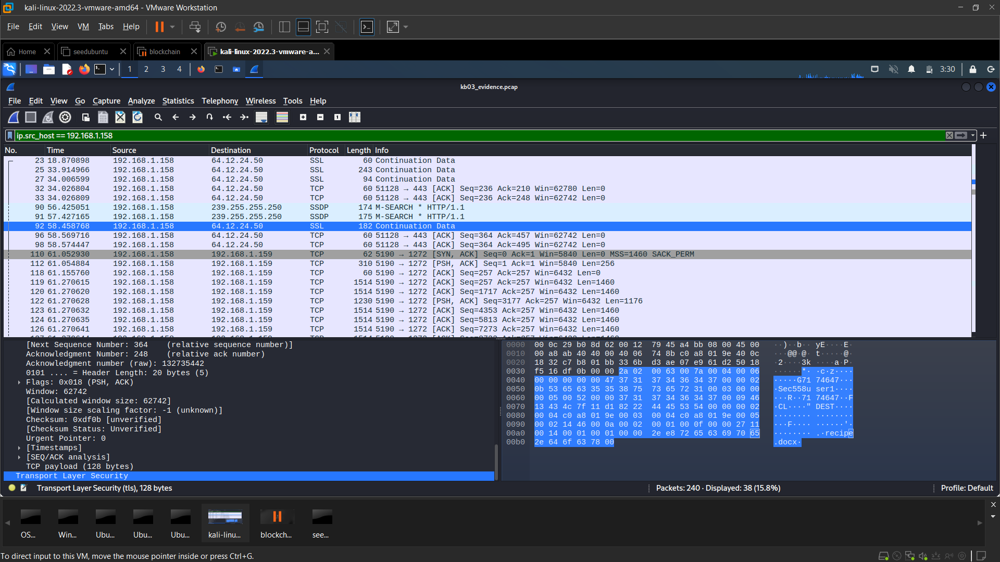 kali-linux-2022.3-vmware-amd64 - VMware Workstation
File Edit View VM Tabs Help
Home seedubuntu blockchain kali-linux-2022.3-vmware-a...
1 2 3 4 3:30
kb03_evidence.pcap
File Edit View Go Capture Analyze Statistics Telephony Wireless Tools Help
ip.src_host == 192.168.1.158
No. Time Source Destination Protocol Length Info
23 18.870898 192.168.1.158 64.12.24.50 SSL 60 Continuation Data
25 33.914966 192.168.1.158 64.12.24.50 SSL 243 Continuation Data
27 34.006599 192.168.1.158 64.12.24.50 SSL 94 Continuation Data
32 34.026804 192.168.1.158 64.12.24.50 TCP 60 51128 → 443 [ACK] Seq=236 Ack=210 Win=62780 Len=0
33 34.026809 192.168.1.158 64.12.24.50 TCP 60 51128 → 443 [ACK] Seq=236 Ack=248 Win=62742 Len=0
90 56.425051 192.168.1.158 239.255.255.250 SSDP 174 M-SEARCH * HTTP/1.1
91 57.427165 192.168.1.158 239.255.255.250 SSDP 175 M-SEARCH * HTTP/1.1
92 58.458768 192.168.1.158 64.12.24.50 SSL 182 Continuation Data
96 58.569716 192.168.1.158 64.12.24.50 TCP 60 51128 → 443 [ACK] Seq=364 Ack=457 Win=62742 Len=0
98 58.574447 192.168.1.158 64.12.24.50 TCP 60 51128 → 443 [ACK] Seq=364 Ack=495 Win=62742 Len=0
110 61.052930 192.168.1.158 192.168.1.159 TCP 62 5190 → 1272 [SYN, ACK] Seq=0 Ack=1 Win=5840 Len=0 MSS=1460 SACK_PERM
112 61.054884 192.168.1.158 192.168.1.159 TCP 310 5190 → 1272 [PSH, ACK] Seq=1 Ack=1 Win=5840 Len=256
118 61.155760 192.168.1.158 192.168.1.159 TCP 60 5190 → 1272 [ACK] Seq=257 Ack=257 Win=6432 Len=0
119 61.270615 192.168.1.158 192.168.1.159 TCP 1514 5190 → 1272 [ACK] Seq=257 Ack=257 Win=6432 Len=1460
120 61.270620 192.168.1.158 192.168.1.159 TCP 1514 5190 → 1272 [ACK] Seq=1717 Ack=257 Win=6432 Len=1460
122 61.270628 192.168.1.158 192.168.1.159 TCP 1230 5190 → 1272 [PSH, ACK] Seq=3177 Ack=257 Win=6432 Len=1176
123 61.270632 192.168.1.158 192.168.1.159 TCP 1514 5190 → 1272 [ACK] Seq=4353 Ack=257 Win=6432 Len=1460
124 61.270635 192.168.1.158 192.168.1.159 TCP 1514 5190 → 1272 [ACK] Seq=5813 Ack=257 Win=6432 Len=1460
126 61.270641 192.168.1.158 192.168.1.159 TCP 1514 5190 → 1272 [ACK] Seq=7273 Ack=257 Win=6432 Len=1460
[Next Sequence Number: 364    (relative sequence number)]
Acknowledgment Number: 248    (relative ack number)
Acknowledgment number (raw): 132735442
0101 .... = Header Length: 20 bytes (5)
Flags: 0x018 (PSH, ACK)
Window: 62742
[Calculated window size: 62742]
[Window size scaling factor: -1 (unknown)]
Checksum: 0xdf0b [unverified]
[Checksum Status: Unverified]
Urgent Pointer: 0
[Timestamps]
[SEQ/ACK analysis]
TCP payload (128 bytes)
Transport Layer Security
0000 00 0c 29 b0 8d 62 00 12 79 45 a4 bb 08 00 45 00 ··)··b·· yE····E·
0010 00 a8 ab 40 40 00 40 06 74 8b c0 a8 01 9e 40 0c ···@@·@· t·····@·
0020 18 32 c7 b8 01 bb 33 6b d3 ae 07 e9 61 d2 50 18 ·2····3k ····a·P·
0030 f5 16 df 0b 00 00 2a 02 00 63 00 7a 00 04 00 06 ······*· ·c·z····
0040 00 00 00 00 00 47 37 31 37 34 36 34 37 00 00 02 ·····G71 74647···
0050 0b 53 65 63 35 35 38 75 73 65 72 31 00 03 00 00 ·Sec558u ser1····
0060 00 05 00 52 00 00 37 31 37 34 36 34 37 00 09 46 ···R··71 74647··F
0070 13 43 4c 7f 11 d1 82 22 44 45 53 54 00 00 00 02 ·CL····" DEST····
0080 00 04 c0 a8 01 9e 00 03 00 04 c0 a8 01 9e 00 05 ········ ········
0090 00 02 14 46 00 0a 00 02 00 01 00 0f 00 00 27 11 ···F···· ······'·
00a0 00 14 00 01 00 01 00 00 2e e8 72 65 63 69 70 65 ········ .·recipe
00b0 2e 64 6f 63 78 00 .docx·
Transport Layer Security (tls), 128 bytes Packets: 240 · Displayed: 38 (15.8%) Profile: Default
OS... Win... Ubu... Ubu... Ubu... kali-linu... blockch... see...
To direct input to this VM, move the mouse pointer inside or press Ctrl+G.